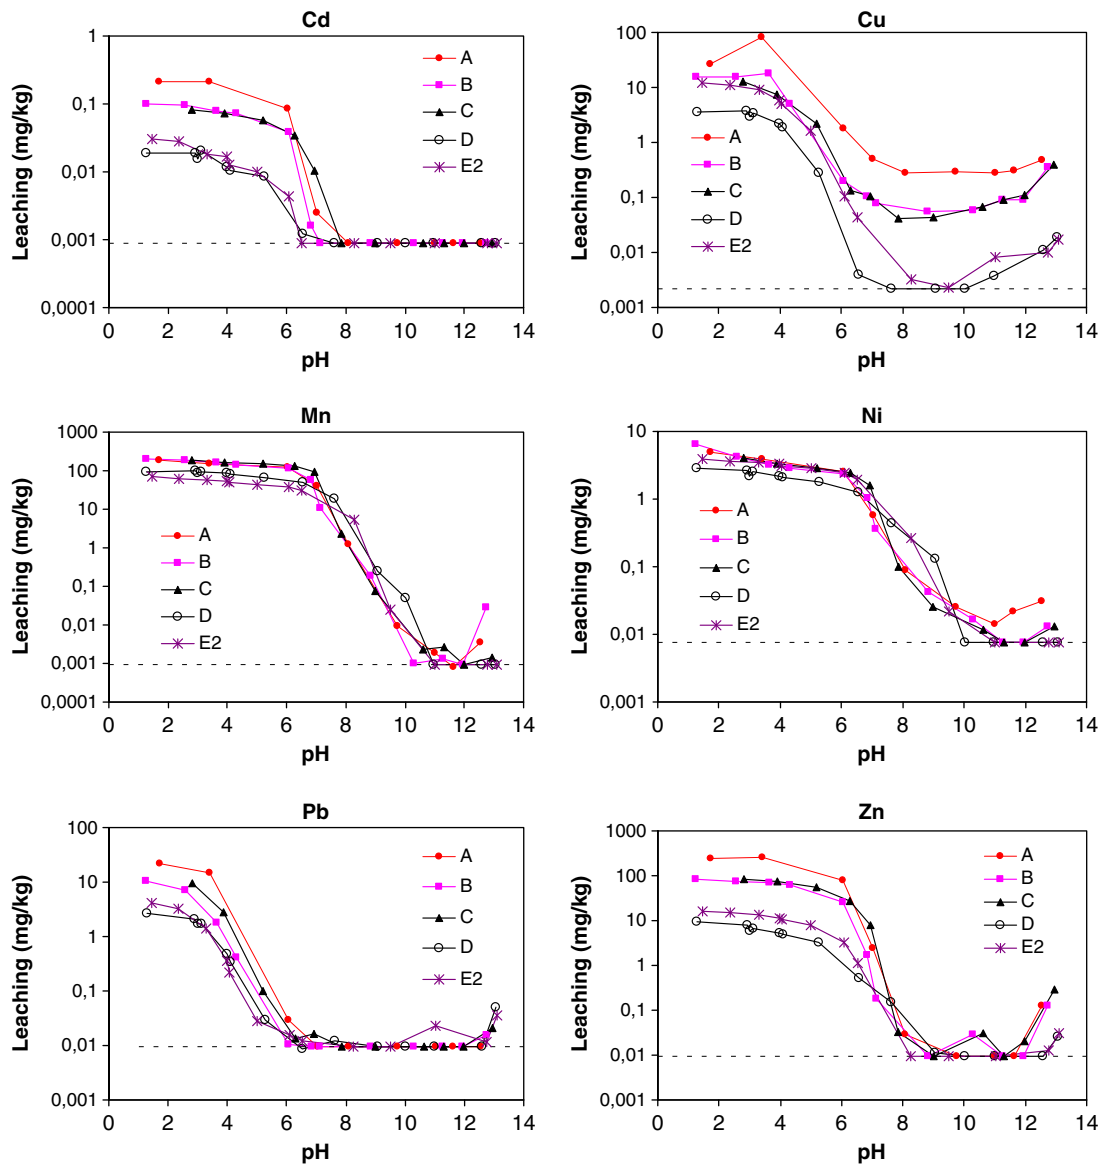 Cd
Leaching (mg/kg)
1
0,1
0,01
0,001
0,0001
0 2 4 6 8 10 12 14
pH
A
B
C
D
E2
Cu
Leaching (mg/kg)
100
10
1
0,1
0,01
0,001
0 2 4 6 8 10 12 14
pH
A
B
C
D
E2
Mn
Leaching (mg/kg)
1000
100
10
1
0,1
0,01
0,001
0,0001
0 2 4 6 8 10 12 14
pH
A
B
C
D
E2
Ni
Leaching (mg/kg)
10
1
0,1
0,01
0,001
0 2 4 6 8 10 12 14
pH
A
B
C
D
E2
Pb
Leaching (mg/kg)
100
10
1
0,1
0,01
0,001
0 2 4 6 8 10 12 14
pH
A
B
C
D
E2
Zn
Leaching (mg/kg)
1000
100
10
1
0,1
0,01
0,001
0 2 4 6 8 10 12 14
pH
A
B
C
D
E2